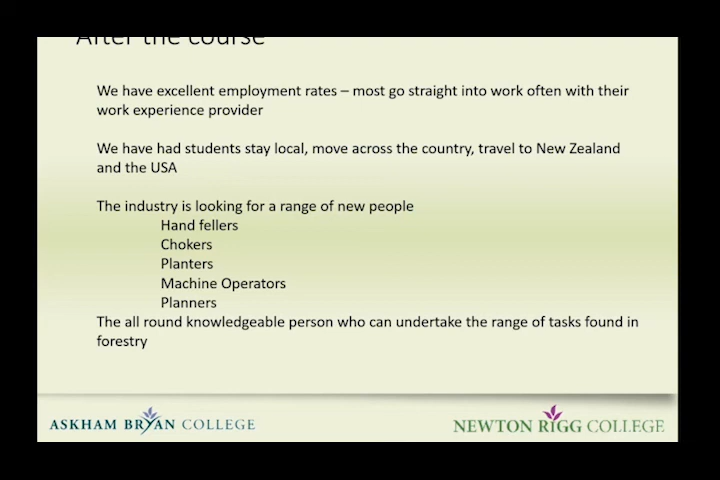 After the course
We have excellent employment rates – most go straight into work often with their
work experience provider
We have had students stay local, move across the country, travel to New Zealand
and the USA
The industry is looking for a range of new people
Hand fellers
Chokers
Planters
Machine Operators
Planners
The all round knowledgeable person who can undertake the range of tasks found in
forestry
ASKHAM BRYAN COLLEGE
NEWTON RIGG COLLEGE